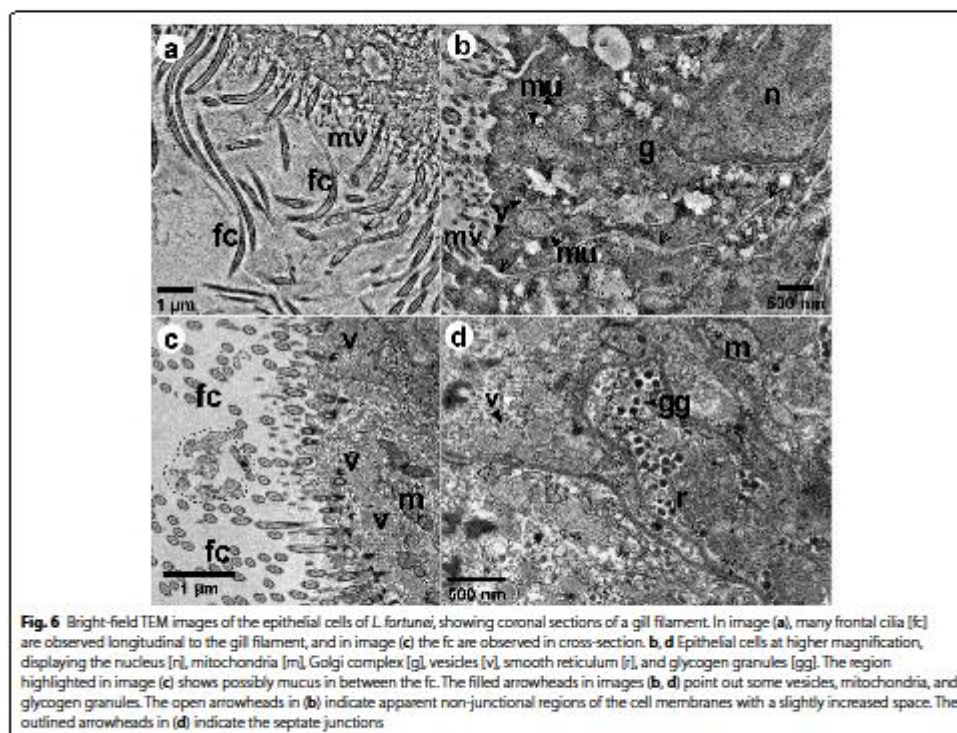 a
mv
fc
fc
1 µm
b
mu
n
g
v
mv
mu
500 nm
c
v
fc
v
m
v
fc
1 µm
d
m
v
gg
r
500 nm
Fig. 6 Bright-field TEM images of the epithelial cells of L. fortunei, showing coronal sections of a gill filament. In image (a), many frontal cilia [fc]
are observed longitudinal to the gill filament, and in image (c) the fc are observed in cross-section. b, d Epithelial cells at higher magnification,
displaying the nucleus [n], mitochondria [m], Golgi complex [g], vesicles [v], smooth reticulum [r], and glycogen granules [gg]. The region
highlighted in image (c) shows possibly mucus in between the fc. The filled arrowheads in images (b, d) point out some vesicles, mitochondria, and
glycogen granules. The open arrowheads in (b) indicate apparent non-junctional regions of the cell membranes with a slightly increased space. The
outlined arrowheads in (d) indicate the septate junctions